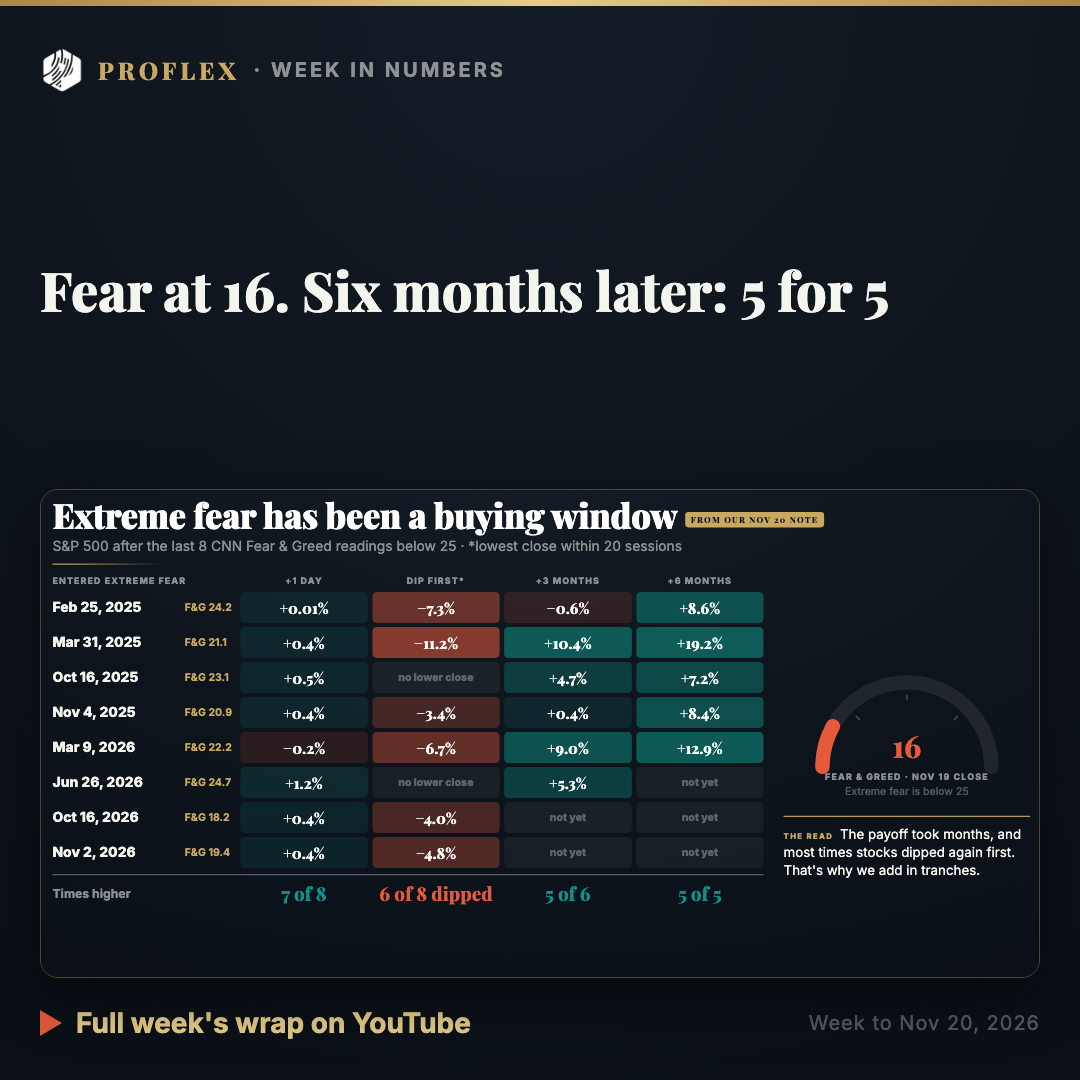 PROFLEX · WEEK IN NUMBERS
Fear at 16. Six months later: 5 for 5
Extreme fear has been a buying window FROM OUR NOV 20 NOTE
S&P 500 after the last 8 CNN Fear & Greed readings below 25 · *lowest close within 20 sessions
ENTERED EXTREME FEAR +1 DAY DIP FIRST* +3 MONTHS +6 MONTHS
Feb 25, 2025 F&G 24.2 +0.01% −7.3% −0.6% +8.6%
Mar 31, 2025 F&G 21.1 +0.4% −11.2% +10.4% +19.2%
Oct 16, 2025 F&G 23.1 +0.5% no lower close +4.7% +7.2%
Nov 4, 2025 F&G 20.9 +0.4% −3.4% +0.4% +8.4%
Mar 9, 2026 F&G 22.2 −0.2% −6.7% +9.0% +12.9%
Jun 26, 2026 F&G 24.7 +1.2% no lower close +5.3% not yet
Oct 16, 2026 F&G 18.2 +0.4% −4.0% not yet not yet
Nov 2, 2026 F&G 19.4 +0.4% −4.8% not yet not yet
Times higher 7 of 8 6 of 8 dipped 5 of 6 5 of 5
16
FEAR & GREED · NOV 19 CLOSE
Extreme fear is below 25
THE READ The payoff took months, and
most times stocks dipped again first.
That's why we add in tranches.
Full week's wrap on YouTube
Week to Nov 20, 2026